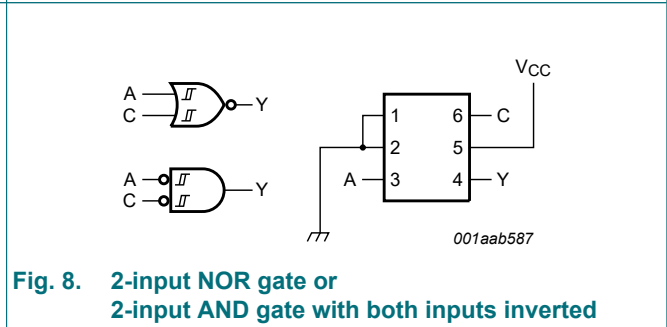 VCC
A
C
Y
1
6
C
2
5
A
C
Y
A
3
4
Y
001aab587
Fig. 8. 2-input NOR gate or
2-input AND gate with both inputs inverted